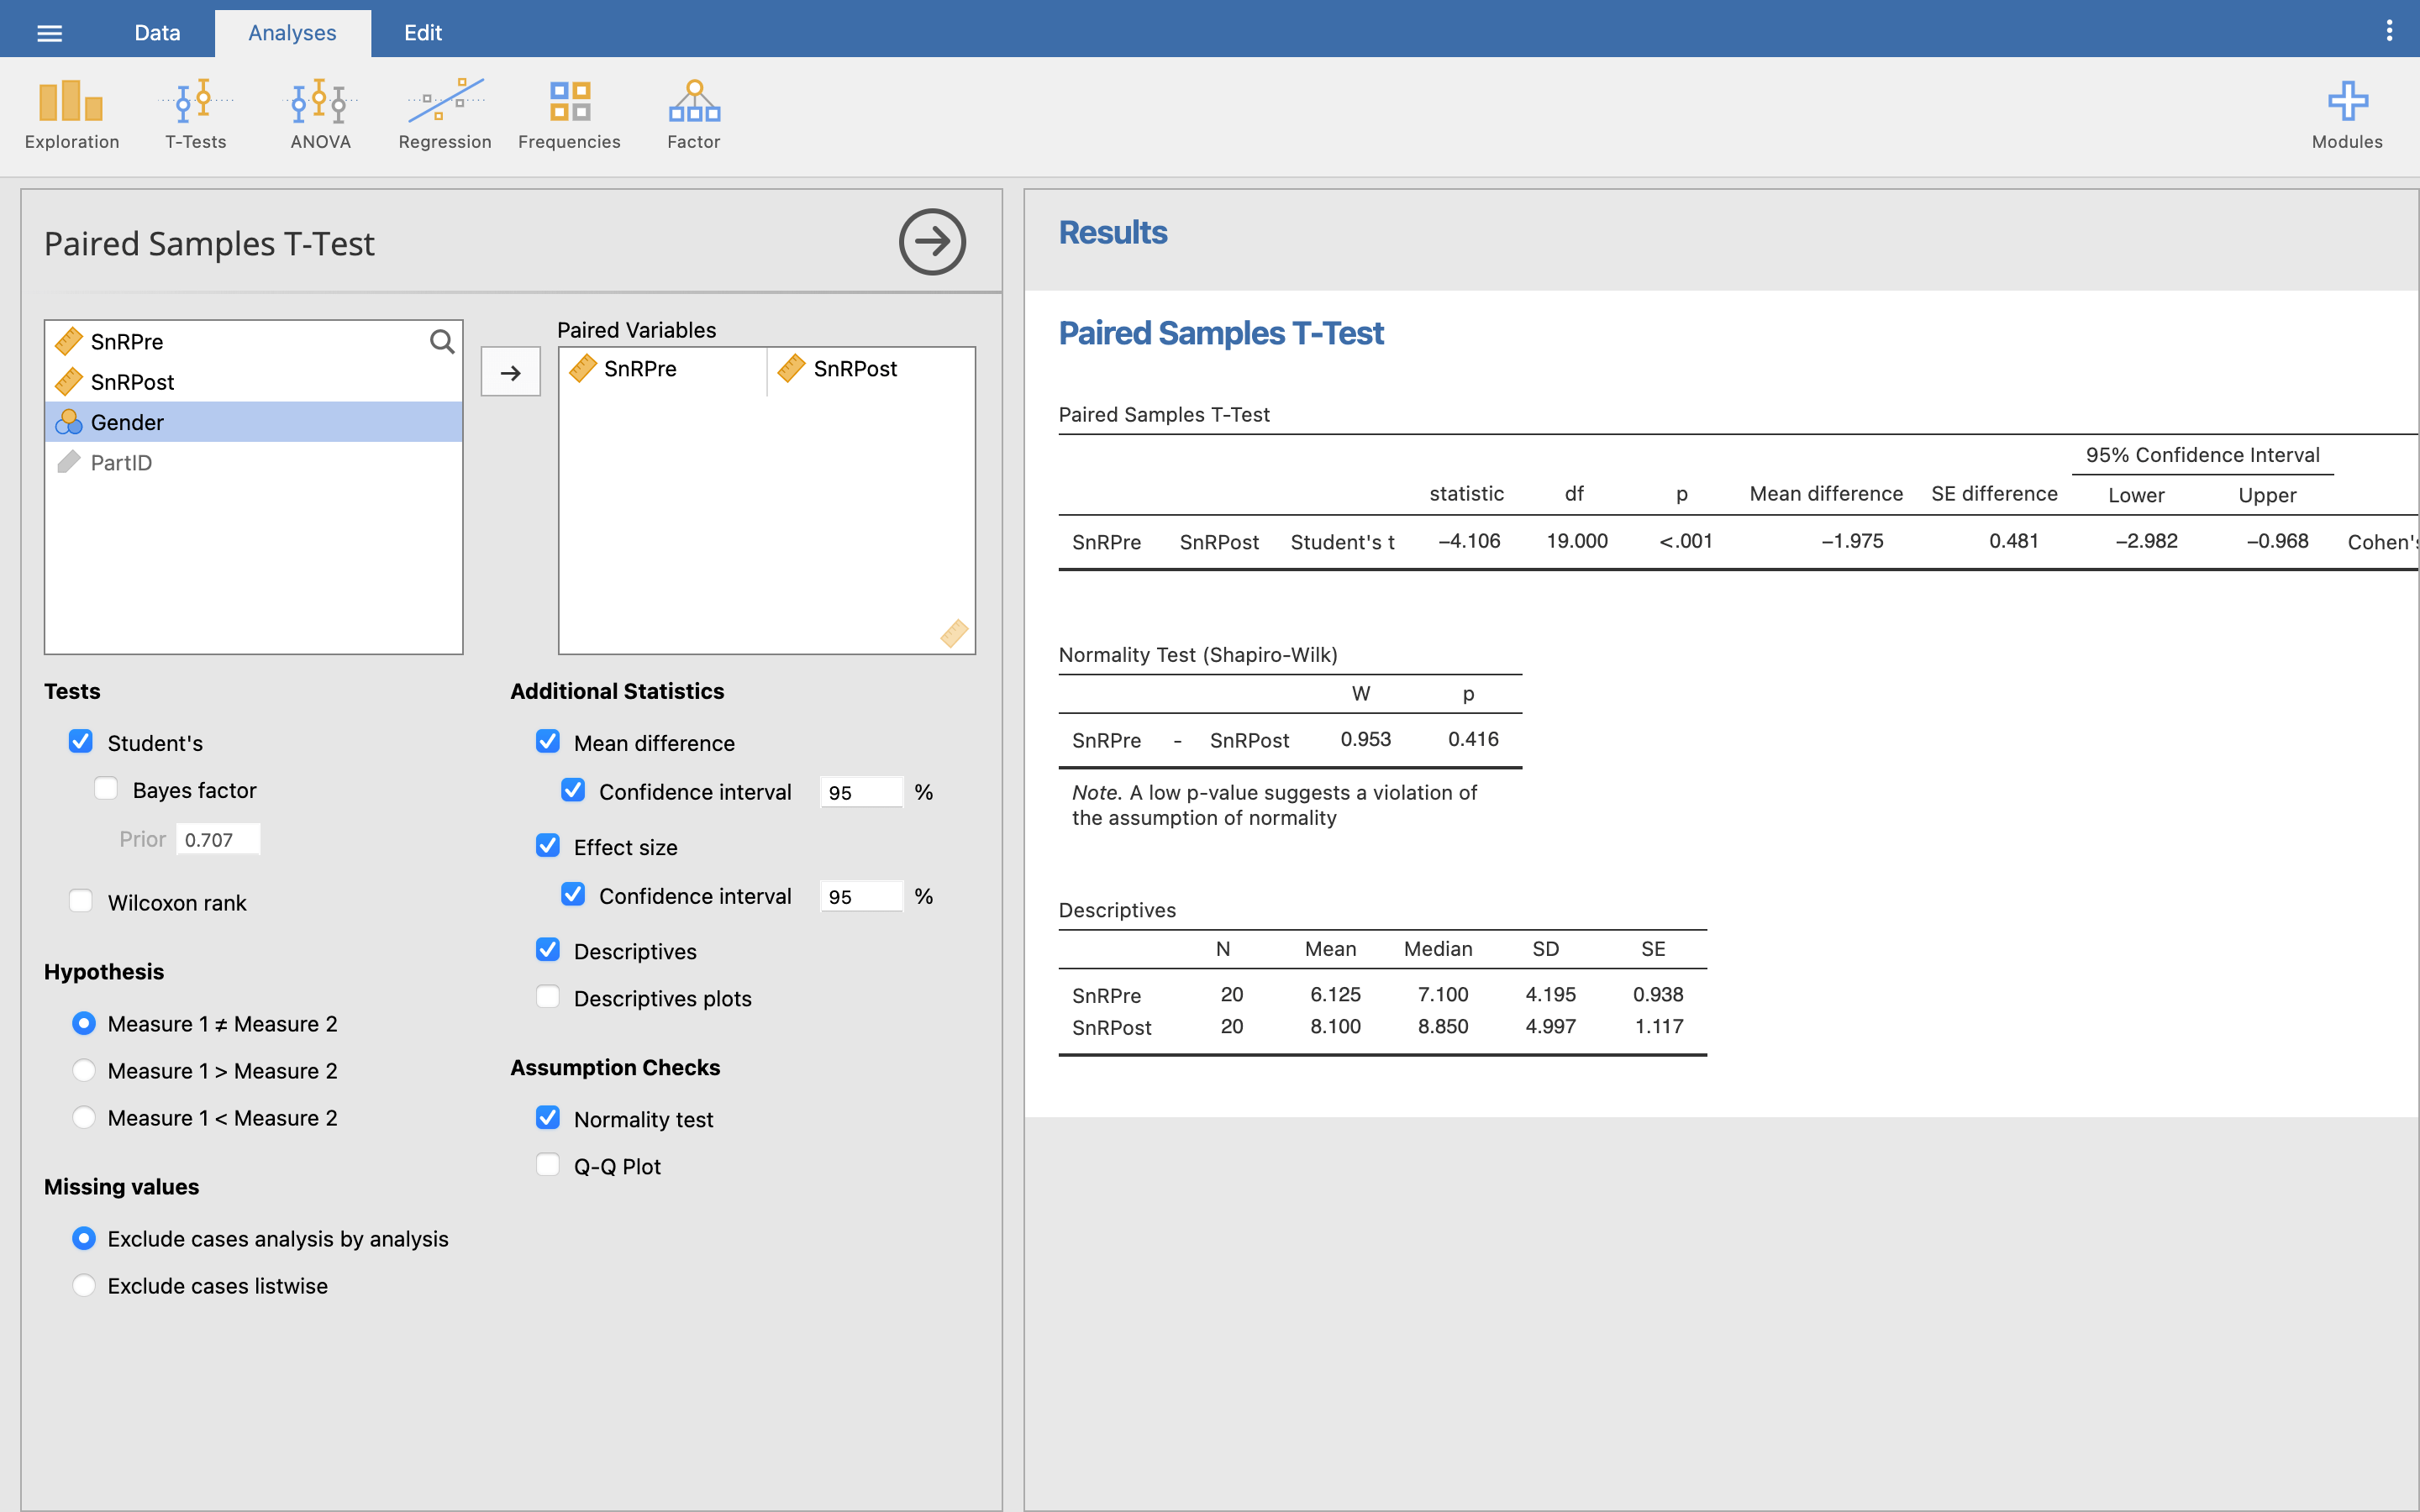 Data Analyses Edit
Exploration T-Tests ANOVA Regression Frequencies Factor Modules
Paired Samples T-Test
SnRPre
SnRPost
Gender
PartID
Paired Variables
SnRPre SnRPost
Tests
Student's
Bayes factor
Prior 0.707
Wilcoxon rank
Hypothesis
Measure 1 ≠ Measure 2
Measure 1 > Measure 2
Measure 1 < Measure 2
Missing values
Exclude cases analysis by analysis
Exclude cases listwise
Additional Statistics
Mean difference
Confidence interval 95 %
Effect size
Confidence interval 95 %
Descriptives
Descriptives plots
Assumption Checks
Normality test
Q-Q Plot
Results
Paired Samples T-Test
Paired Samples T-Test
95% Confidence Interval
statistic df p Mean difference SE difference Lower Upper
SnRPre SnRPost Student's t −4.106 19.000 <.001 −1.975 0.481 −2.982 −0.968 Cohen's
Normality Test (Shapiro-Wilk)
W p
SnRPre - SnRPost 0.953 0.416
Note. A low p-value suggests a violation of
the assumption of normality
Descriptives
N Mean Median SD SE
SnRPre 20 6.125 7.100 4.195 0.938
SnRPost 20 8.100 8.850 4.997 1.117